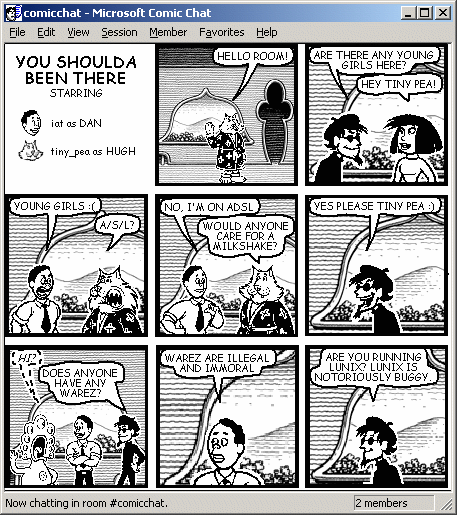 comicchat - Microsoft Comic Chat
File Edit View Session Member Favorites Help
YOU SHOULDA
BEEN THERE
STARRING
iat as DAN
tiny_pea as HUGH
HELLO ROOM!
ARE THERE ANY YOUNG
GIRLS HERE?
HEY TINY PEA!
YOUNG GIRLS :(
A/S/L?
NO, I'M ON ADSL
WOULD ANYONE
CARE FOR A
MILKSHAKE?
YES PLEASE TINY PEA :)
HI?
DOES ANYONE
HAVE ANY
WAREZ?
WAREZ ARE ILLEGAL
AND IMMORAL
ARE YOU RUNNING
LUNIX? LUNIX IS
NOTORIOUSLY BUGGY.
Now chatting in room #comicchat.
2 members